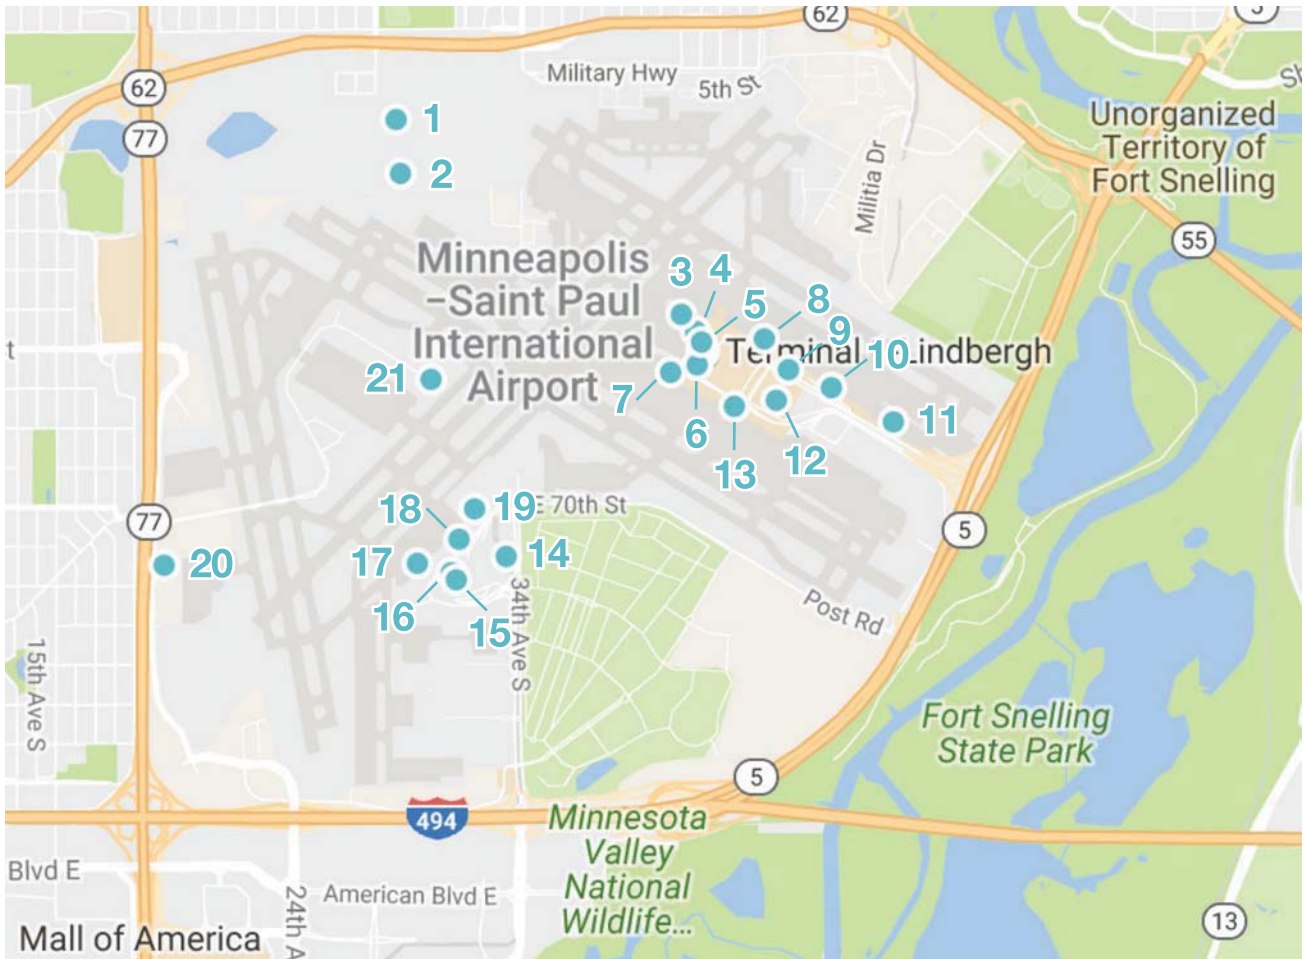 62
5
Military Hwy
5th St
St
62
77
1
2
Unorganized
Territory of
Fort Snelling
Militia Dr
55
Minneapolis
–Saint Paul
International
Airport
3
4
5
8
9
Terminal 1-Lindbergh
10
t
21
7
6
13
12
11
18
19
E 70th St
77
5
20
17
14
16
15
34th Ave S
Post Rd
15th Ave S
Fort Snelling
State Park
5
494
Minnesota
Valley
National
Wildlife...
Blvd E
American Blvd E
24th A
13
Mall of America